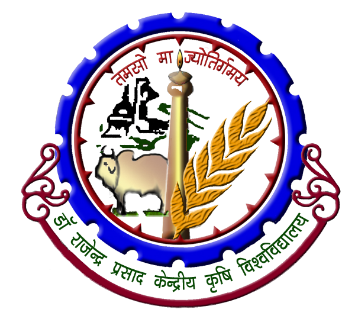 तमसो मा ज्योतिर्गमय
डॉ राजेन्द्र प्रसाद केन्द्रीय कृषि विश्वविद्यालय